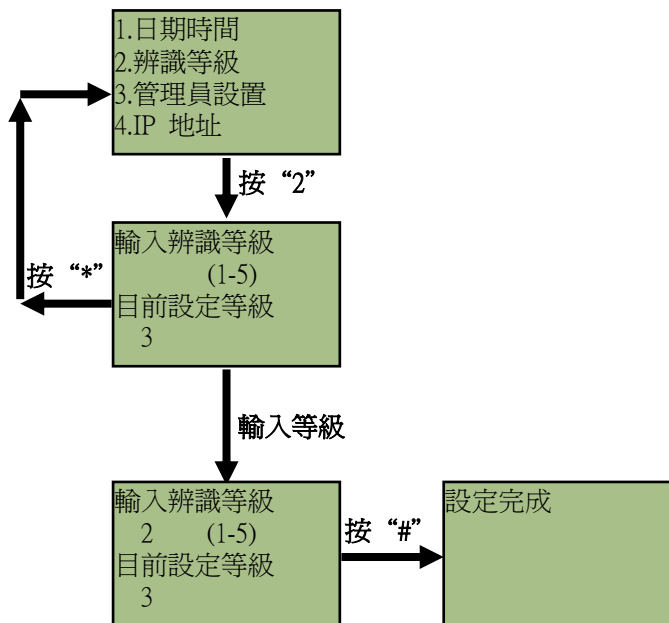 1.日期時間
2.辨識等級
3.管理員設置
4.IP 地址
按“2”
輸入辨識等級
(1-5)
目前設定等級
3
按“*”
輸入等級
輸入辨識等級
2 (1-5)
目前設定等級
3
按“#”
設定完成